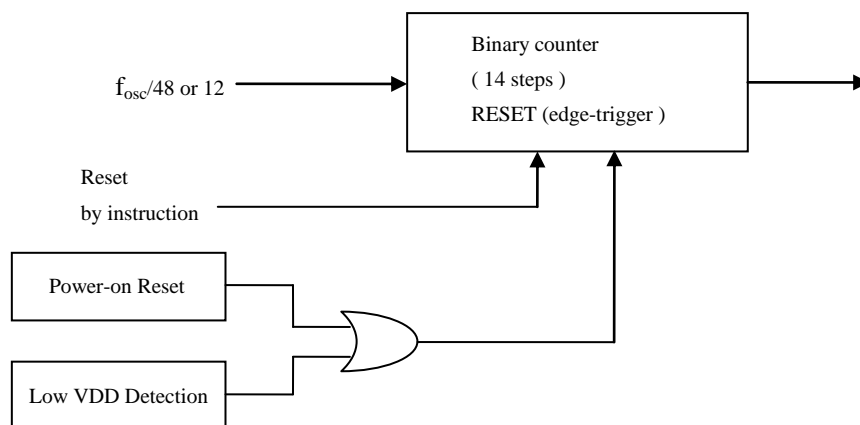 Binary counter
( 14 steps )
RESET (edge-trigger )
fosc/48 or 12
Reset
by instruction
Power-on Reset
Low VDD Detection